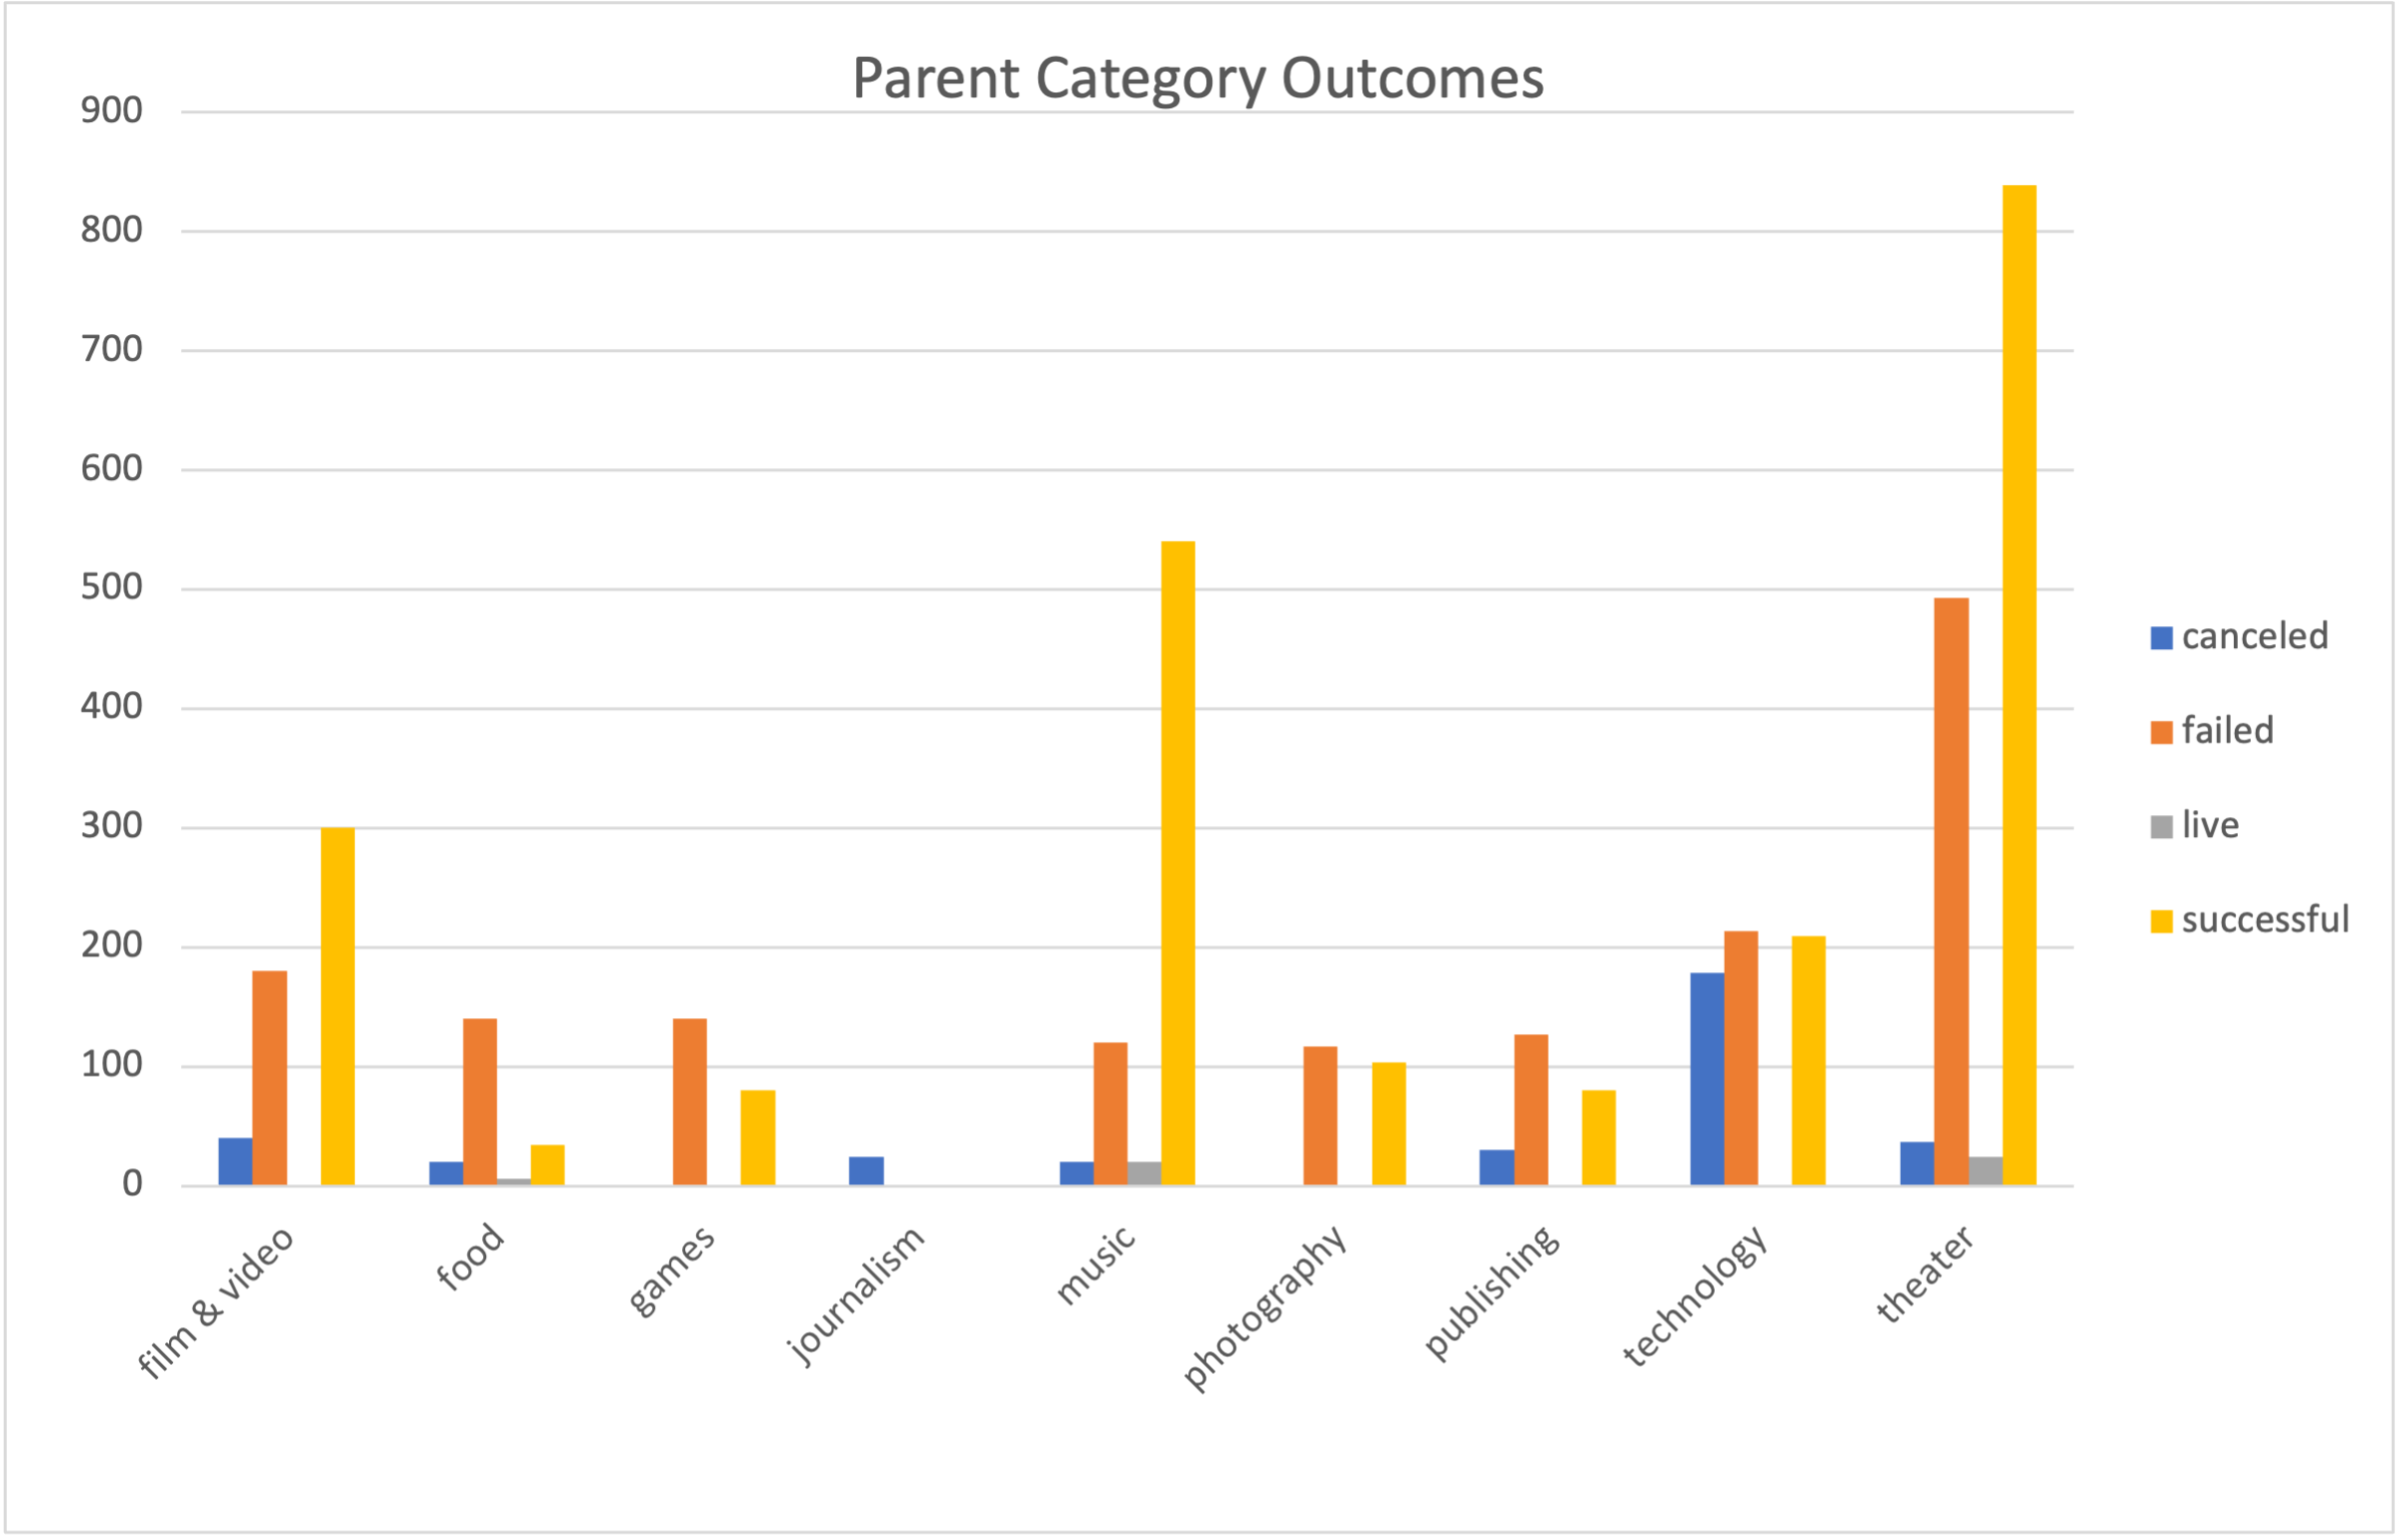 Parent Category Outcomes
900
800
700
600
500
400
300
200
100
0
canceled
failed
live
successful
film & video
food
games
journalism
music
photography
publishing
technology
theater